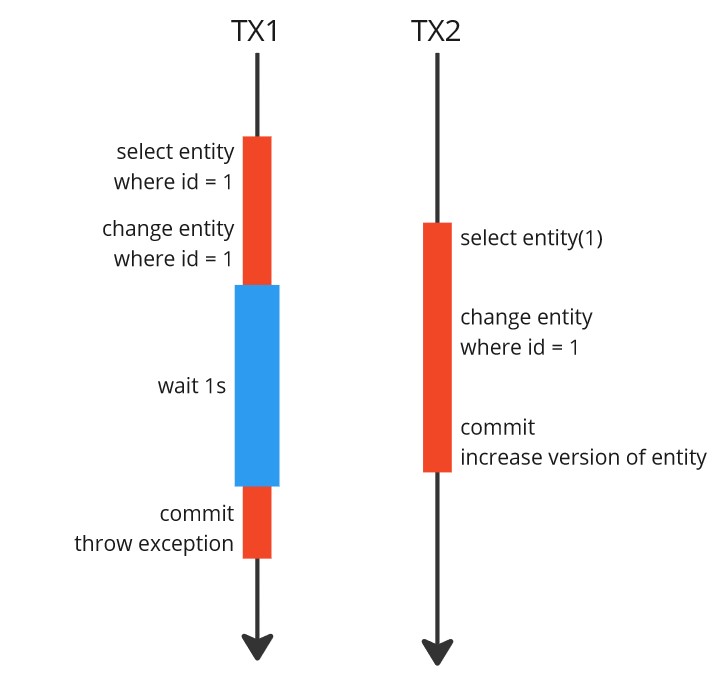 TX1
TX2
select entity
where id = 1
change entity
where id = 1
wait 1s
commit
throw exception
select entity(1)
change entity
where id = 1
commit
increase version of entity